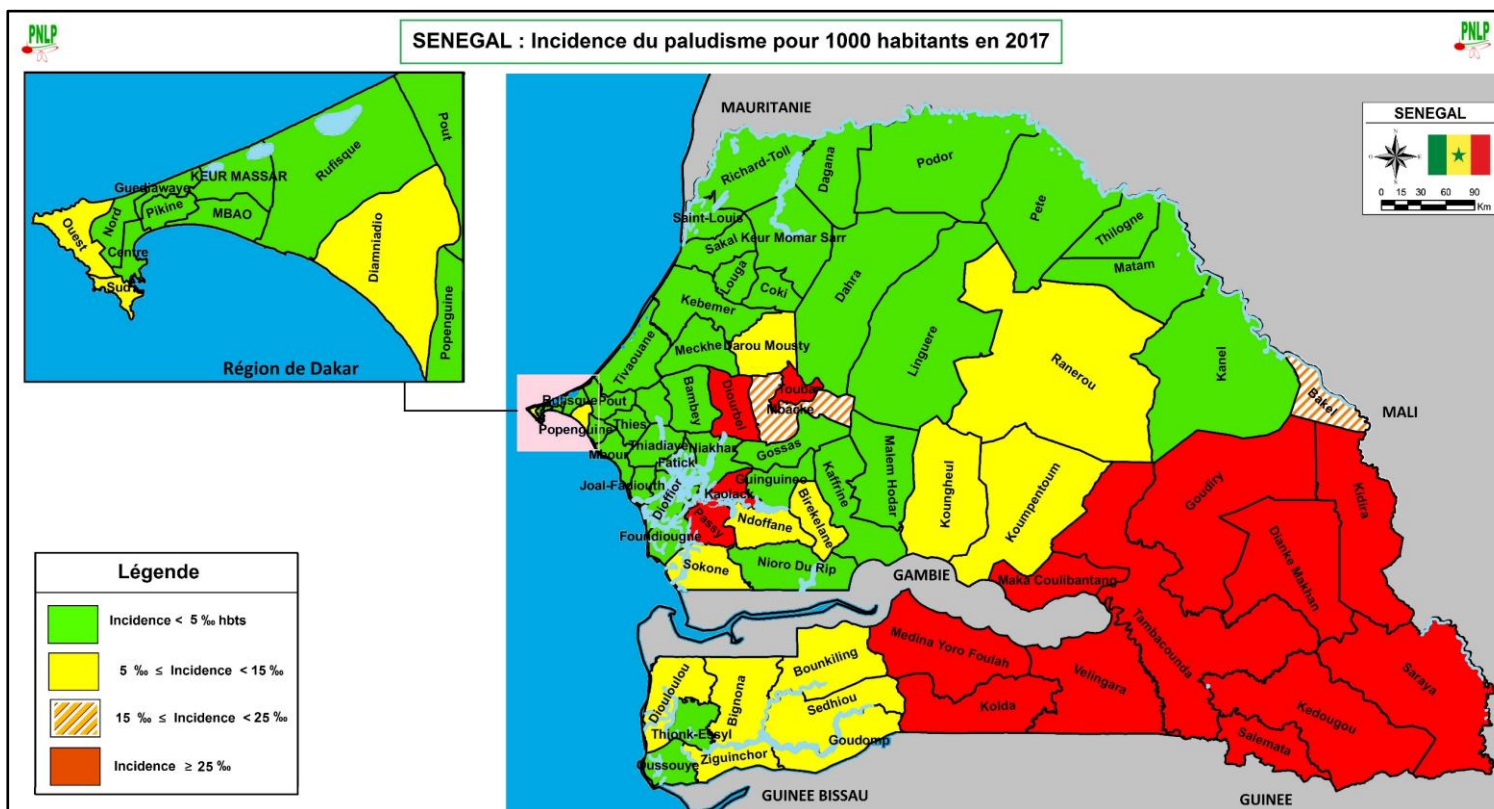 PNLP
SENEGAL : Incidence du paludisme pour 1000 habitants en 2017
PNLP
Pout
Rufisque
KEUR MASSAR
Guediawaye
Pikine
MBAO
Nord
Ouest
Centre
Sud
Diamniadio
Popenguine
Région de Dakar
MAURITANIE
SENEGAL
0 15 30 60 90
Km
Richard-Toll
Dagana
Podor
Pete
Thilogne
Matam
Saint-Louis
Sakal
Keur Momar Sarr
Louga
Coki
Dahra
Kebemer
Linguere
Darou Mousty
Meckhe
Tivaouane
Ranerou
Kanel
Bakel
MALI
Touba
Mbacke
Diourbel
Bambey
Rufisque
Pout
Popenguine
Thies
Mbour
Thiadiaye
Niakhar
Fatick
Gossas
Joal-Fadiouth
Dioffior
Kaolack
Guinguineo
Kaffrine
Malem Hodar
Birekelane
Koungheul
Koumpentoum
Goudiry
Kidira
Passy
Ndoffane
Foundiougne
Sokone
Nioro Du Rip
GAMBIE
Maka Coulibantang
Dianke Makhan
Tambacounda
Medina Yoro Foulah
Velingara
Kolda
Saraya
Kedougou
Salemata
Bounkiling
Sedhiou
Goudomp
Diouloulou
Bignona
Thionk-Essyl
Ziguinchor
Oussouye
GUINEE BISSAU
GUINEE
Légende
Incidence < 5 ‰ hbts
5 ‰ ≤ Incidence < 15 ‰
15 ‰ ≤ Incidence < 25 ‰
Incidence ≥ 25 ‰